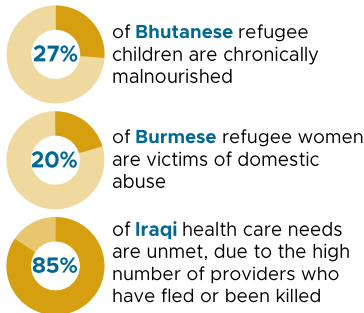 27%
of Bhutanese refugee
children are chronically
malnourished
20%
of Burmese refugee women
are victims of domestic
abuse
85%
of Iraqi health care needs
are unmet, due to the high
number of providers who
have fled or been killed